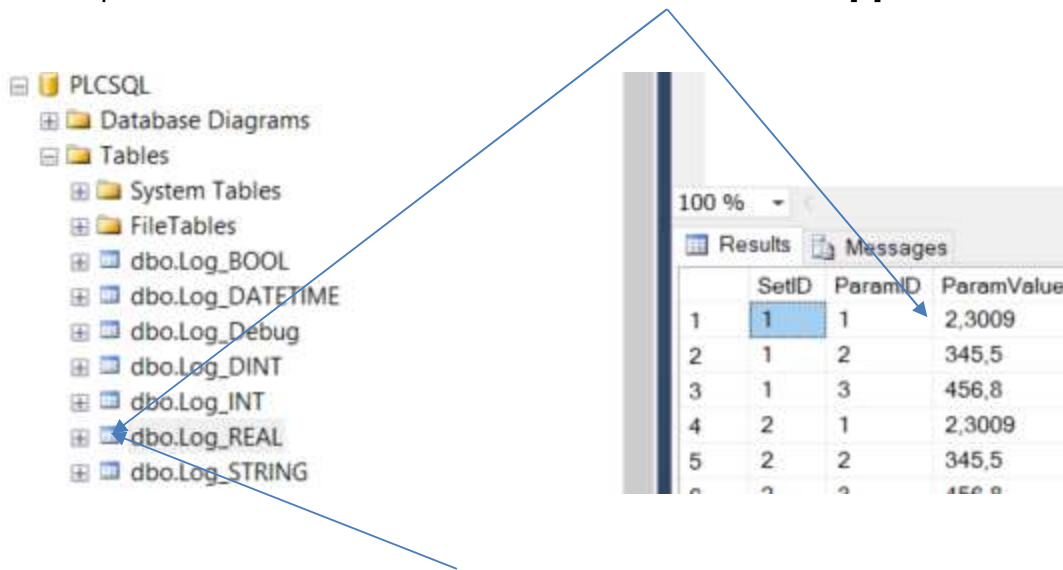 PLCSQL
Database Diagrams
Tables
System Tables
FileTables
dbo.Log_BOOL
dbo.Log_DATETIME
dbo.Log_Debug
dbo.Log_DINT
dbo.Log_INT
dbo.Log_REAL
dbo.Log_STRING
100 %
Results Messages
SetID ParamID ParamValue
1 1 1 2,3009
2 1 2 345,5
3 1 3 456,8
4 2 1 2,3009
5 2 2 345,5